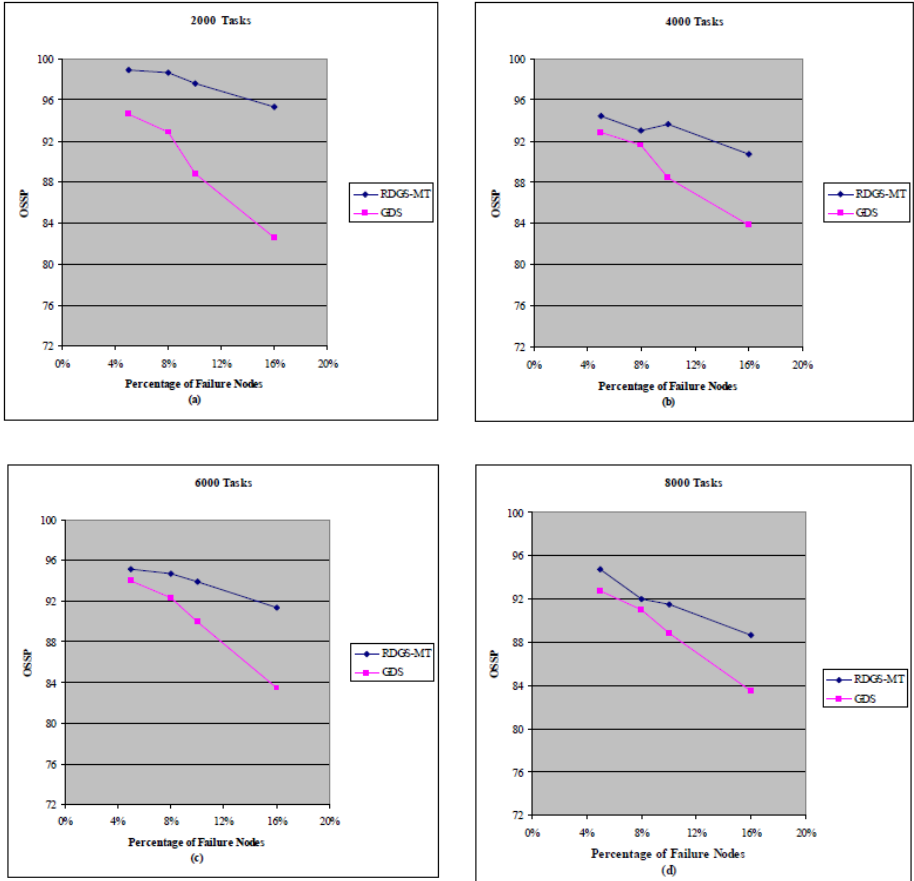 2000 Tasks
100
96
92
88
84
80
76
72
OSSP
0%
4%
8%
12%
16%
20%
Percentage of Failure Nodes
(a)
RDGS-MT
GDS
4000 Tasks
100
96
92
88
84
80
76
72
OSSP
0%
4%
8%
12%
16%
20%
Percentage of Failure Nodes
(b)
RDGS-MT
GDS
6000 Tasks
100
96
92
88
84
80
76
72
OSSP
0%
4%
8%
12%
16%
20%
Percentage of Failure Nodes
(c)
RDGS-MT
GDS
8000 Tasks
100
96
92
88
84
80
76
72
OSSP
0%
4%
8%
12%
16%
20%
Percentage of Failure Nodes
(d)
RDGS-MT
GDS